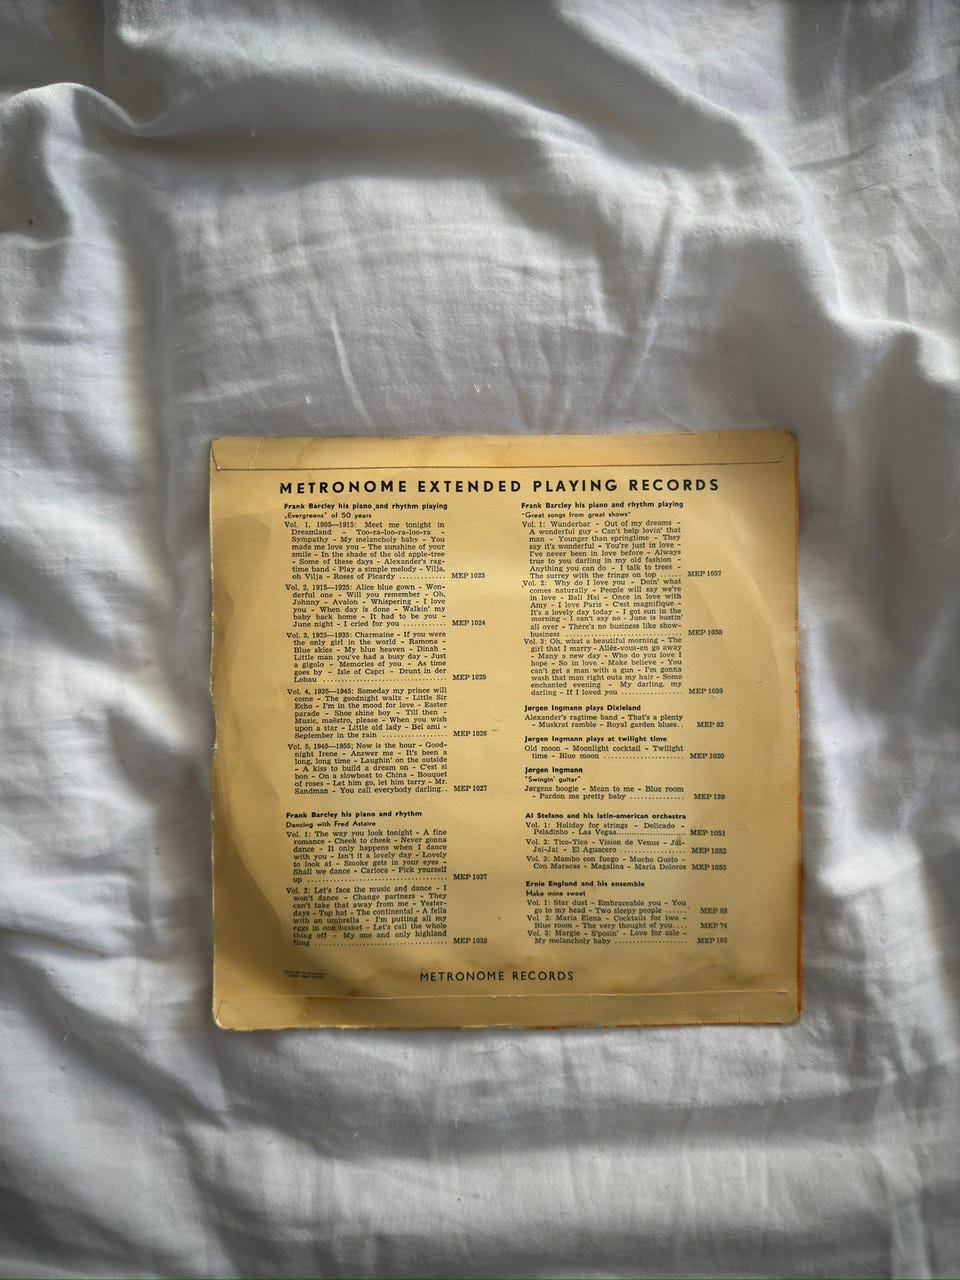 METRONOME EXTENDED PLAYING RECORDS
Frank Barcley his piano and rhythm playing
„Evergreens" of 50 years
Vol. 1, 1905—1915: Meet me tonight in
Dreamland - Too-ra-loo-ra-loo-ra -
Sympathy - My melancholy baby - You
made me love you - The sunshine of your
smile - In the shade of the old apple-tree
- Some of these days - Alexander's rag-
time band - Play a simple melody - Vilja,
oh Vilja - Roses of Picardy ............ MEP 1023
Vol. 2, 1915—1925: Alice blue gown - Won-
derful one - Will you remember - Oh,
Johnny - Avalon - Whispering - I love
you - When day is done - Walkin' my
baby back home - It had to be you -
June night - I cried for you ........... MEP 1024
Vol. 3, 1925—1935: Charmaine - If you were
the only girl in the world - Ramona -
Blue skies - My blue heaven - Dinah -
Little man you've had a busy day - Just
a gigolo - Memories of you - As time
goes by - Isle of Capri - Drunt in der
Lobau ................................ MEP 1025
Vol. 4, 1935—1945: Someday my prince will
come - The goodnight waltz - Little Sir
Echo - I'm in the mood for love - Easter
parade - Shoe shine boy - Till then -
Music, maëstro, please - When you wish
upon a star - Little old lady - Bel ami -
September in the rain ................. MEP 1026
Vol. 5, 1945—1955: Now is the hour - Good-
night Irene - Answer me - It's been a
long, long time - Laughin' on the outside
- A kiss to build a dream on - C'est si
bon - On a slowboat to China - Bouquet
of roses - Let him go, let him tarry - Mr.
Sandman - You call everybody darling.. MEP 1027
Frank Barcley his piano and rhythm
Dancing with Fred Astaire
Vol. 1: The way you look tonight - A fine
romance - Cheek to cheek - Never gonna
dance - It only happens when I dance
with you - Isn't it a lovely day - Lovely
to look at - Smoke gets in your eyes -
Shall we dance - Carioca - Pick yourself
up ................................... MEP 1037
Vol. 2: Let's face the music and dance - I
won't dance - Change partners - They
can't take that away from me - Yester-
days - Top hat - The continental - A fella
with an umbrella - I'm putting all my
eggs in one basket - Let's call the whole
thing off - My one and only highland
fling ................................. MEP 1038
Frank Barcley his piano and rhythm playing
"Great songs from great shows"
Vol. 1: Wunderbar - Out of my dreams -
A wonderful guy - Can't help lovin' that
man - Younger than springtime - They
say it's wonderful - You're just in love -
I've never been in love before - Always
true to you darling in my old fashion -
Anything you can do - I talk to trees -
The surrey with the fringe on top ...... MEP 1057
Vol. 2: Why do I love you - Doin' what
comes naturally - People will say we're
in love - Bali Hai - Once in love with
Amy - I love Paris - C'est magnifique -
It's a lovely day today - I got sun in the
morning - I can't say no - June is bustin'
all over - There's no business like show-
business .............................. MEP 1058
Vol. 3: Oh, what a beautiful morning - The
girl that I marry - Alléz-vous-en go away
- Many a new day - Who do you love I
hope - So in love - Make believe - You
can't get a man with a gun - I'm gonna
wash that man right outa my hair - Some
enchanted evening - My darling, my
darling - If I loved you ................ MEP 1059
Jørgen Ingmann plays Dixieland
Alexander's ragtime band - That's a plenty
- Muskrat ramble - Royal garden blues.. MEP 83
Jørgen Ingmann plays at twilight time
Old moon - Moonlight cocktail - Twilight
time - Blue moon .................... MEP 1020
Jørgen Ingmann
"Swingin' guitar"
Jørgens boogie - Mean to me - Blue room
- Pardon me pretty baby .............. MEP 139
Al Stefano and his latin-american orchestra
Vol. 1: Holiday for strings - Delicado -
Peladinho - Las Vegas................. MEP 1051
Vol. 2: Tico-Tico - Vision de Venus - Jái-
Jai-Jai - El Aguacero ................. MEP 1052
Vol. 3: Mambo con fuego - Mucho Gusto -
Con Maracas - Magalina - Maria Dolores MEP 1053
Ernie Englund and his ensemble
Make mine sweet
Vol. 1: Star dust - Embraceable you - You
go to my head - Two sleepy people ...... MEP 69
Vol. 2: Maria Elena - Cocktails for two -
Blue room - The very thought of you.... MEP 74
Vol. 3: Margie - S'posin' - Love for sale -
My melancholy baby .................. MEP 103
METRONOME RECORDS